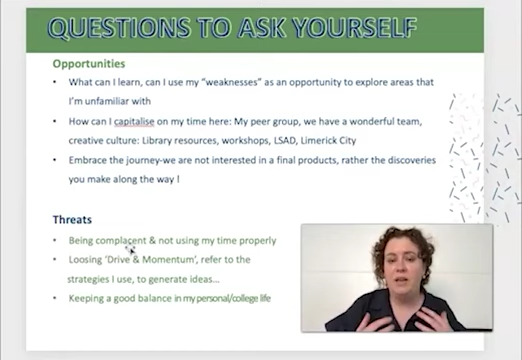 QUESTIONS TO ASK YOURSELF
Opportunities
• What can I learn, can I use my "weaknesses" as an opportunity to explore areas that
I'm unfamiliar with
• How can I capitalise on my time here: My peer group, we have a wonderful team,
creative culture: Library resources, workshops, LSAD, Limerick City
• Embrace the journey-we are not interested in a final products, rather the discoveries
you make along the way !
Threats
• Being complacent & not using my time properly
• Loosing 'Drive & Momentum', refer to the
strategies I use, to generate ideas...
• Keeping a good balance in my personal/college life